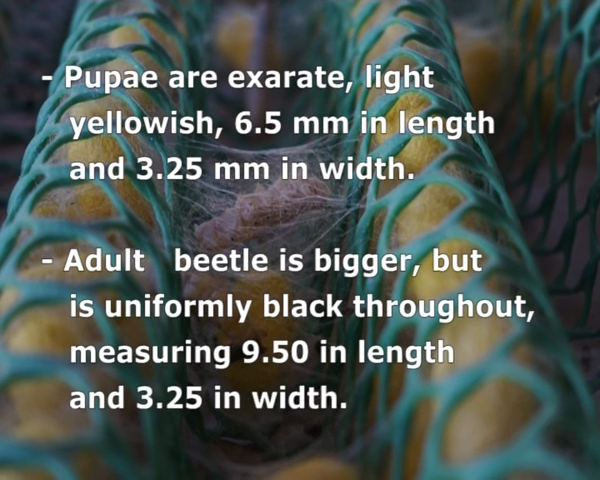 - Pupae are exarate, light
yellowish, 6.5 mm in length
and 3.25 mm in width.
- Adult beetle is bigger, but
is uniformly black throughout,
measuring 9.50 in length
and 3.25 in width.